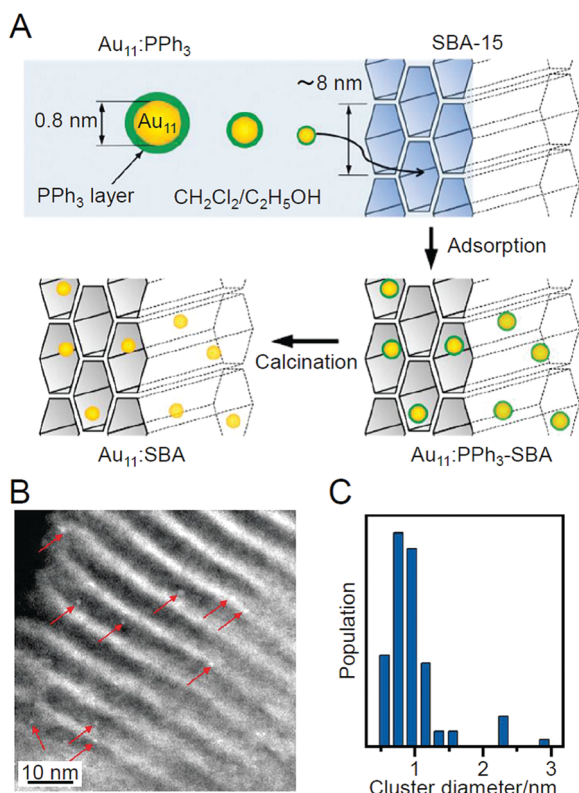 A
Au₁₁:PPh₃
SBA-15
~8 nm
0.8 nm
Au₁₁
PPh₃ layer
CH₂Cl₂/C₂H₅OH
Adsorption
Calcination
Au₁₁:SBA
Au₁₁:PPh₃-SBA
B
10 nm
C
Population
1
2
3
Cluster diameter/nm